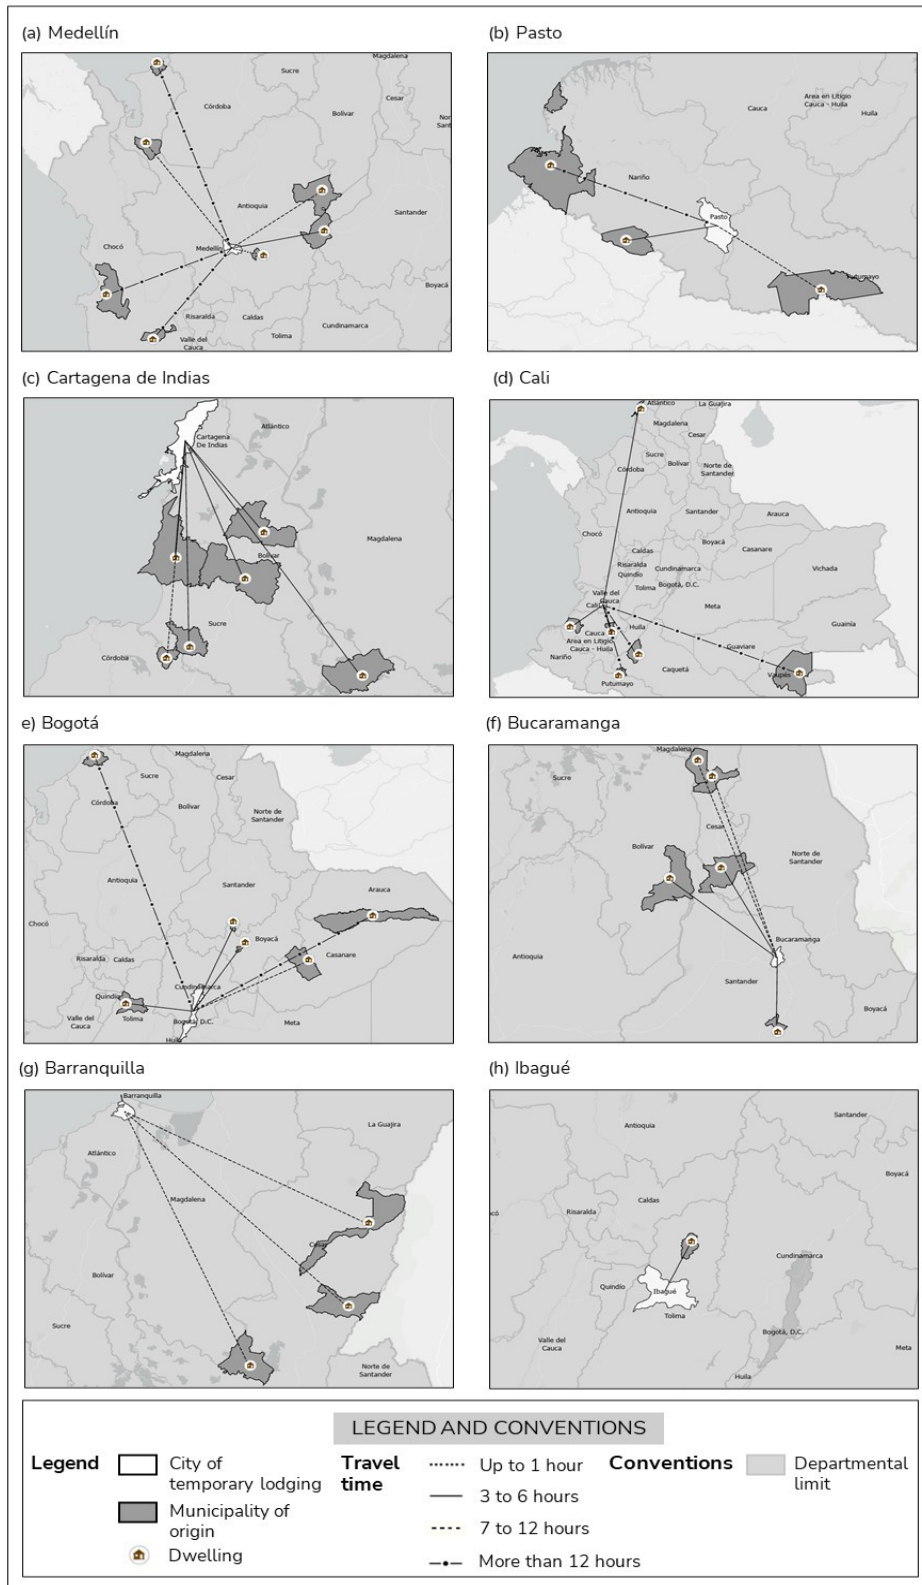 (a) Medellín
Magdalena
Sucre
Cesar
Córdoba
Bolívar
Antioquia
Santander
Chocó
Medellín
Boyacá
Risaralda
Caldas
Cundinamarca
Valle del
Cauca
Tolima
(b) Pasto
Cauca
Area en Litigio
Cauca - Huila
Huila
Nariño
Pasto
Putumayo
(c) Cartagena de Indias
Atlántico
Cartagena
De Indias
Magdalena
Bolívar
Sucre
Córdoba
(d) Cali
Atlántico
La Guajira
Magdalena
Cesar
Sucre
Bolívar
Norte de
Santander
Córdoba
Antioquia
Santander
Arauca
Chocó
Boyacá
Caldas
Casanare
Risaralda
Cundinamarca
Quindío
Bogotá, D.C.
Vichada
Tolima
Valle del
Cauca
Cali
Meta
Guainía
Cauca
Huila
Area en Litigio
Cauca - Huila
Guaviare
Nariño
Caquetá
Vaupés
Putumayo
e) Bogotá
Magdalena
Sucre
Cesar
Córdoba
Bolívar
Norte de
Santander
Antioquia
Santander
Arauca
Chocó
Boyacá
Casanare
Risaralda
Caldas
Cundinamarca
Quindío
Valle del
Cauca
Tolima
Bogotá, D.C.
Meta
Huila
(f) Bucaramanga
Magdalena
Sucre
Cesar
Bolívar
Norte de
Santander
Bucaramanga
Antioquia
Santander
Boyacá
(g) Barranquilla
Barranquilla
La Guajira
Atlántico
Magdalena
Cesar
Bolívar
Sucre
Norte de
Santander
(h) Ibagué
Santander
Antioquia
Boyacá
Caldas
Risaralda
Cundinamarca
Quindío
Ibagué
Tolima
Bogotá, D.C.
Valle del
Cauca
Meta
Huila
LEGEND AND CONVENTIONS
Legend
City of
temporary lodging
Municipality of
origin
Dwelling
Travel
time
Up to 1 hour
3 to 6 hours
7 to 12 hours
More than 12 hours
Conventions
Departmental
limit